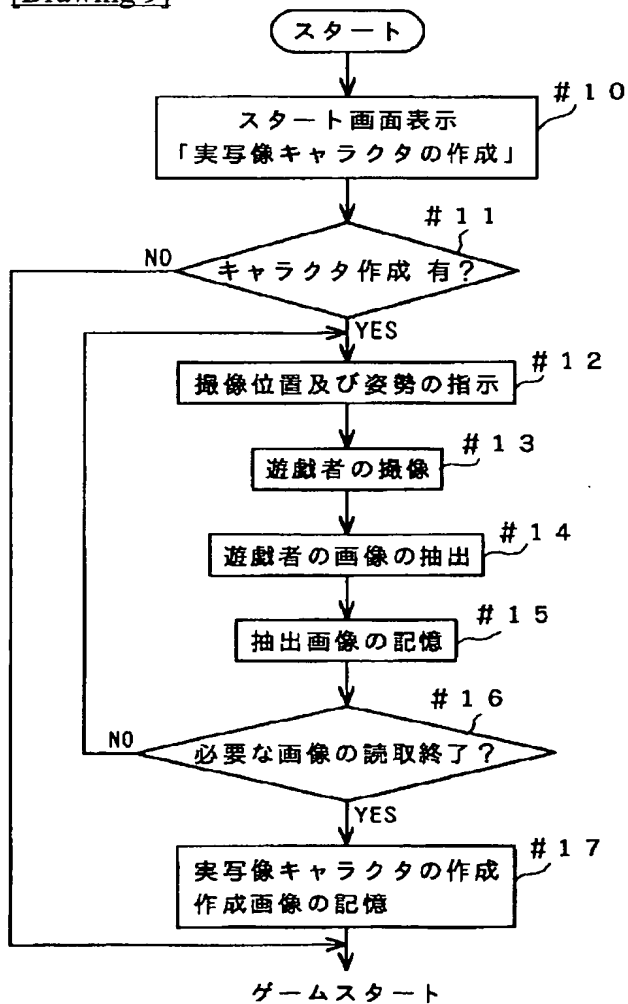 [Drawing 9]
スタート
#10
スタート画面表示
「実写像キャラクタの作成」
#11
NO
キャラクタ作成 有?
YES
#12
撮像位置及び姿勢の指示
#13
遊戯者の撮像
#14
遊戯者の画像の抽出
#15
抽出画像の記憶
#16
NO
必要な画像の読取終了?
YES
#17
実写像キャラクタの作成
作成画像の記憶
ゲームスタート